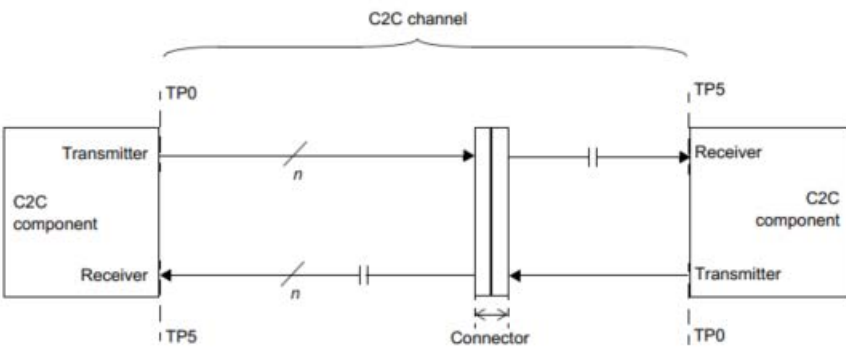 C2C channel
TP0
TP5
Transmitter
n
Receiver
C2C
component
C2C
component
Receiver
n
Transmitter
TP5
Connector
TP0